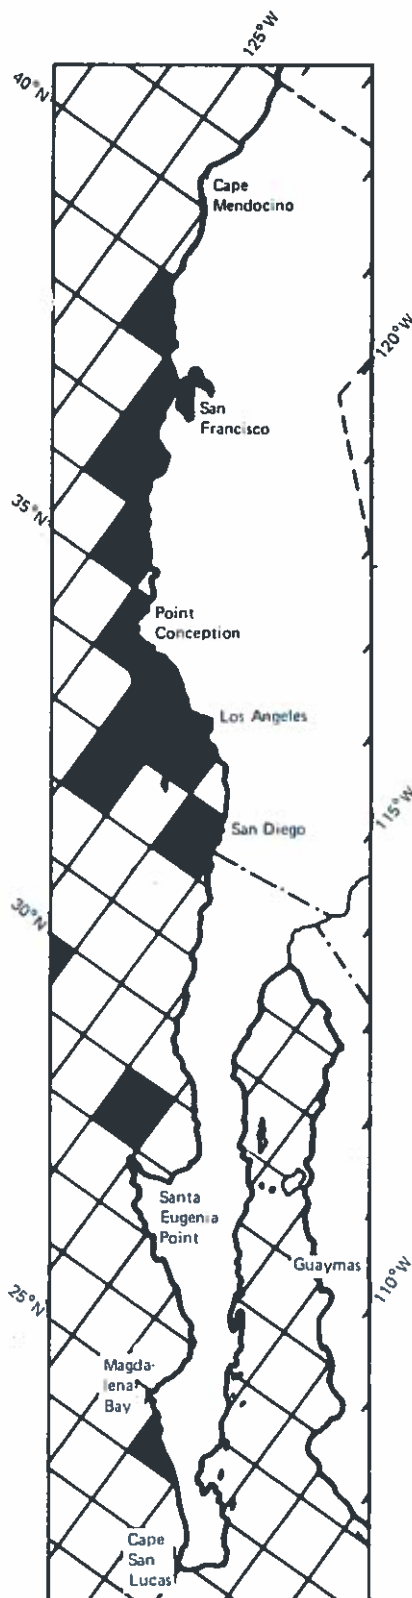 125°W
40°N
Cape
Mendocino
120°W
San
Francisco
35°N
Point
Conception
Los Angeles
115°W
San Diego
30°N
Santa
Eugenia
Point
Guaymas
110°W
25°N
Magda-
lena
Bay
Cape
San
Lucas